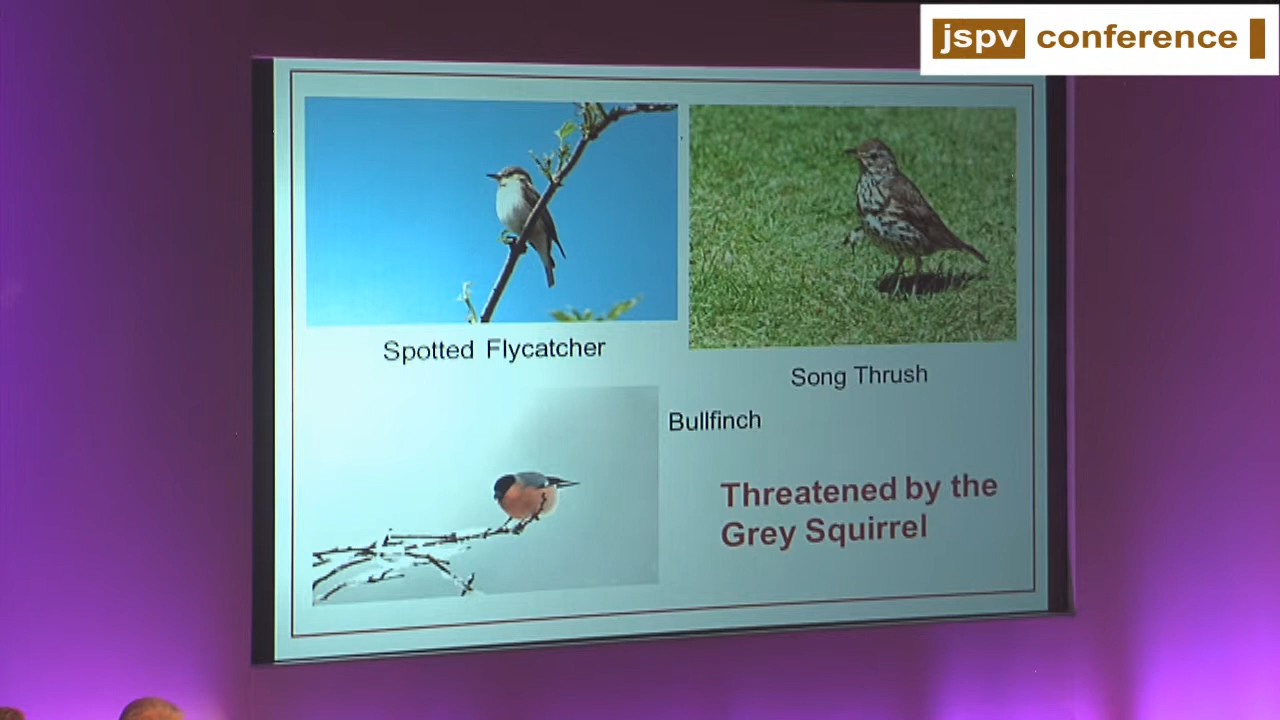 jspv conference
Spotted Flycatcher
Song Thrush
Bullfinch
Threatened by the
Grey Squirrel